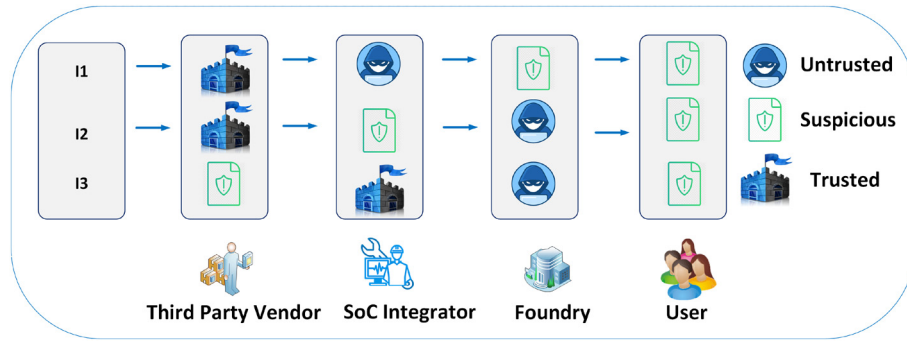 I1
I2
I3
Untrusted
Suspicious
Trusted
Third Party Vendor
SoC Integrator
Foundry
User